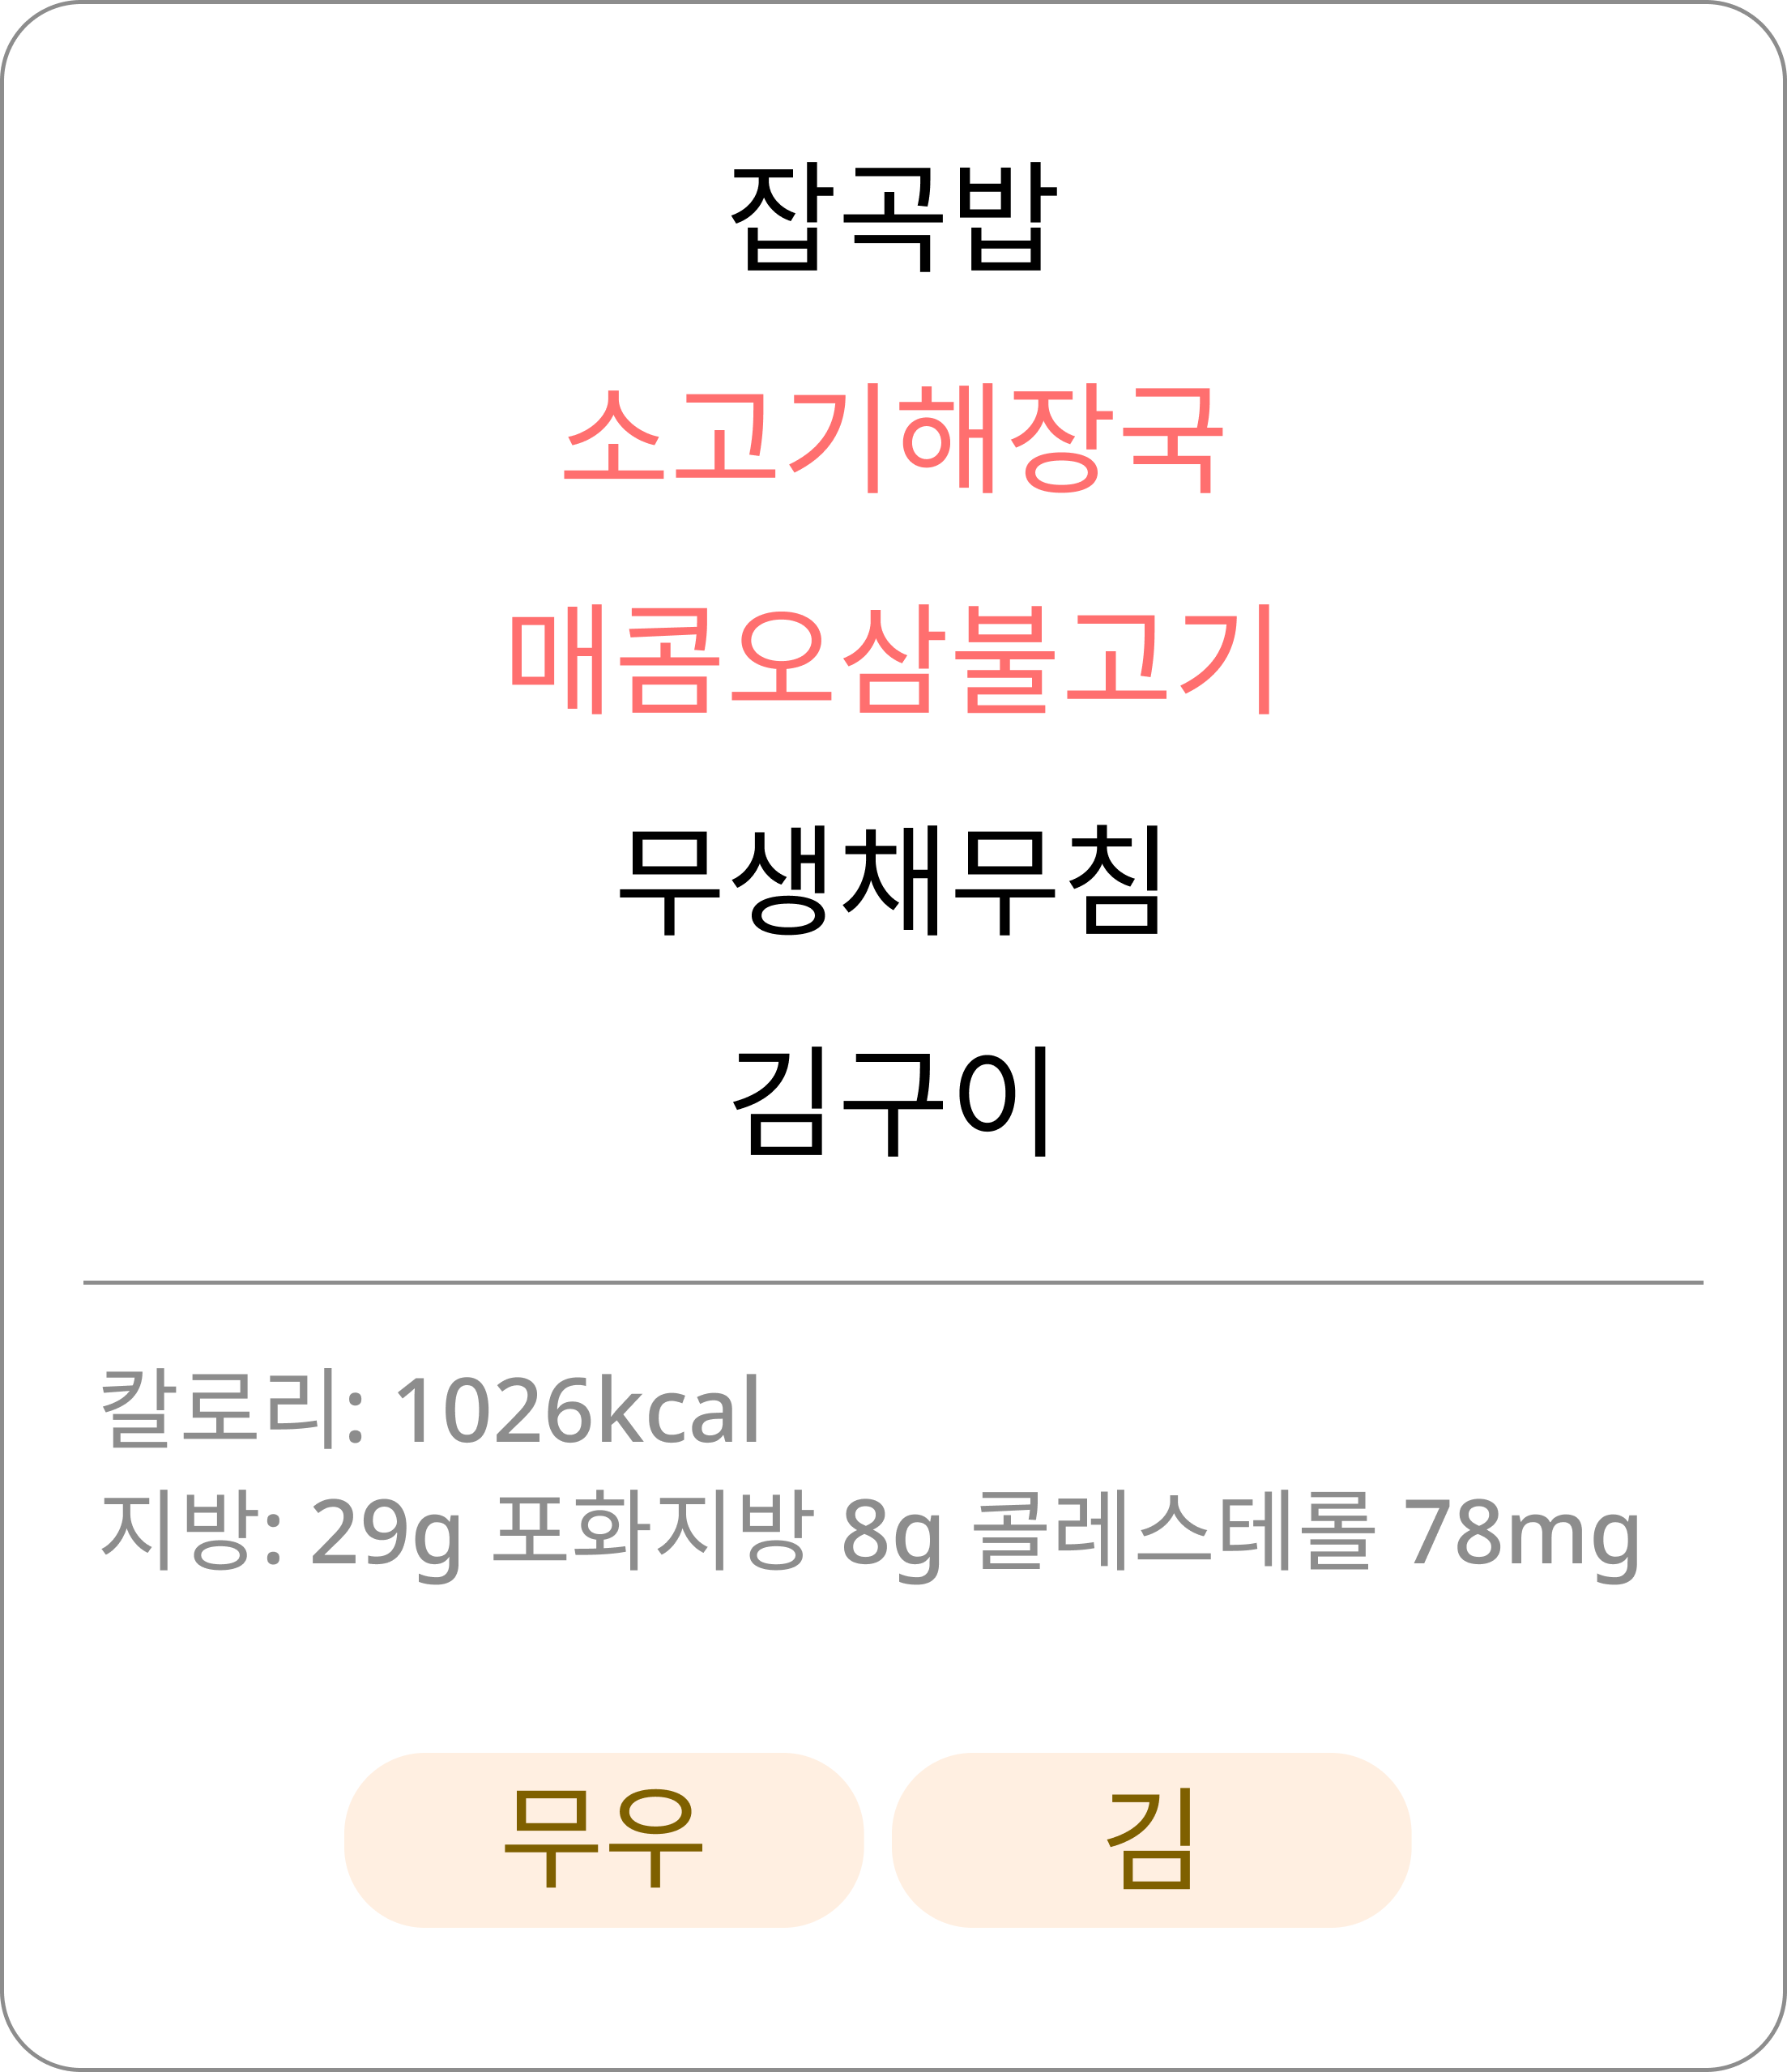 잡곡밥
소고기해장국
매콤오삼불고기
무생채무침
김구이
칼로리: 1026kcal
지방: 29g 포화지방 8g 콜레스테롤 78mg
무우
김